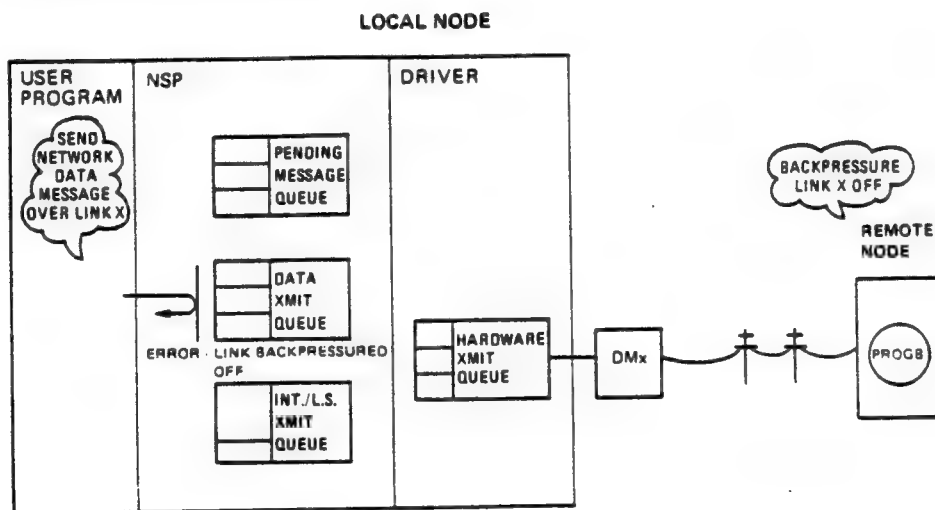 LOCAL NODE
USER
PROGRAM
NSP
DRIVER
SEND
NETWORK
DATA
MESSAGE
OVER LINK X
PENDING
MESSAGE
QUEUE
BACKPRESSURE
LINK X OFF
REMOTE
NODE
DATA
XMIT
QUEUE
ERROR - LINK BACKPRESSURED
OFF
HARDWARE
XMIT
QUEUE
DMx
PROGB
INT./L.S.
XMIT
QUEUE